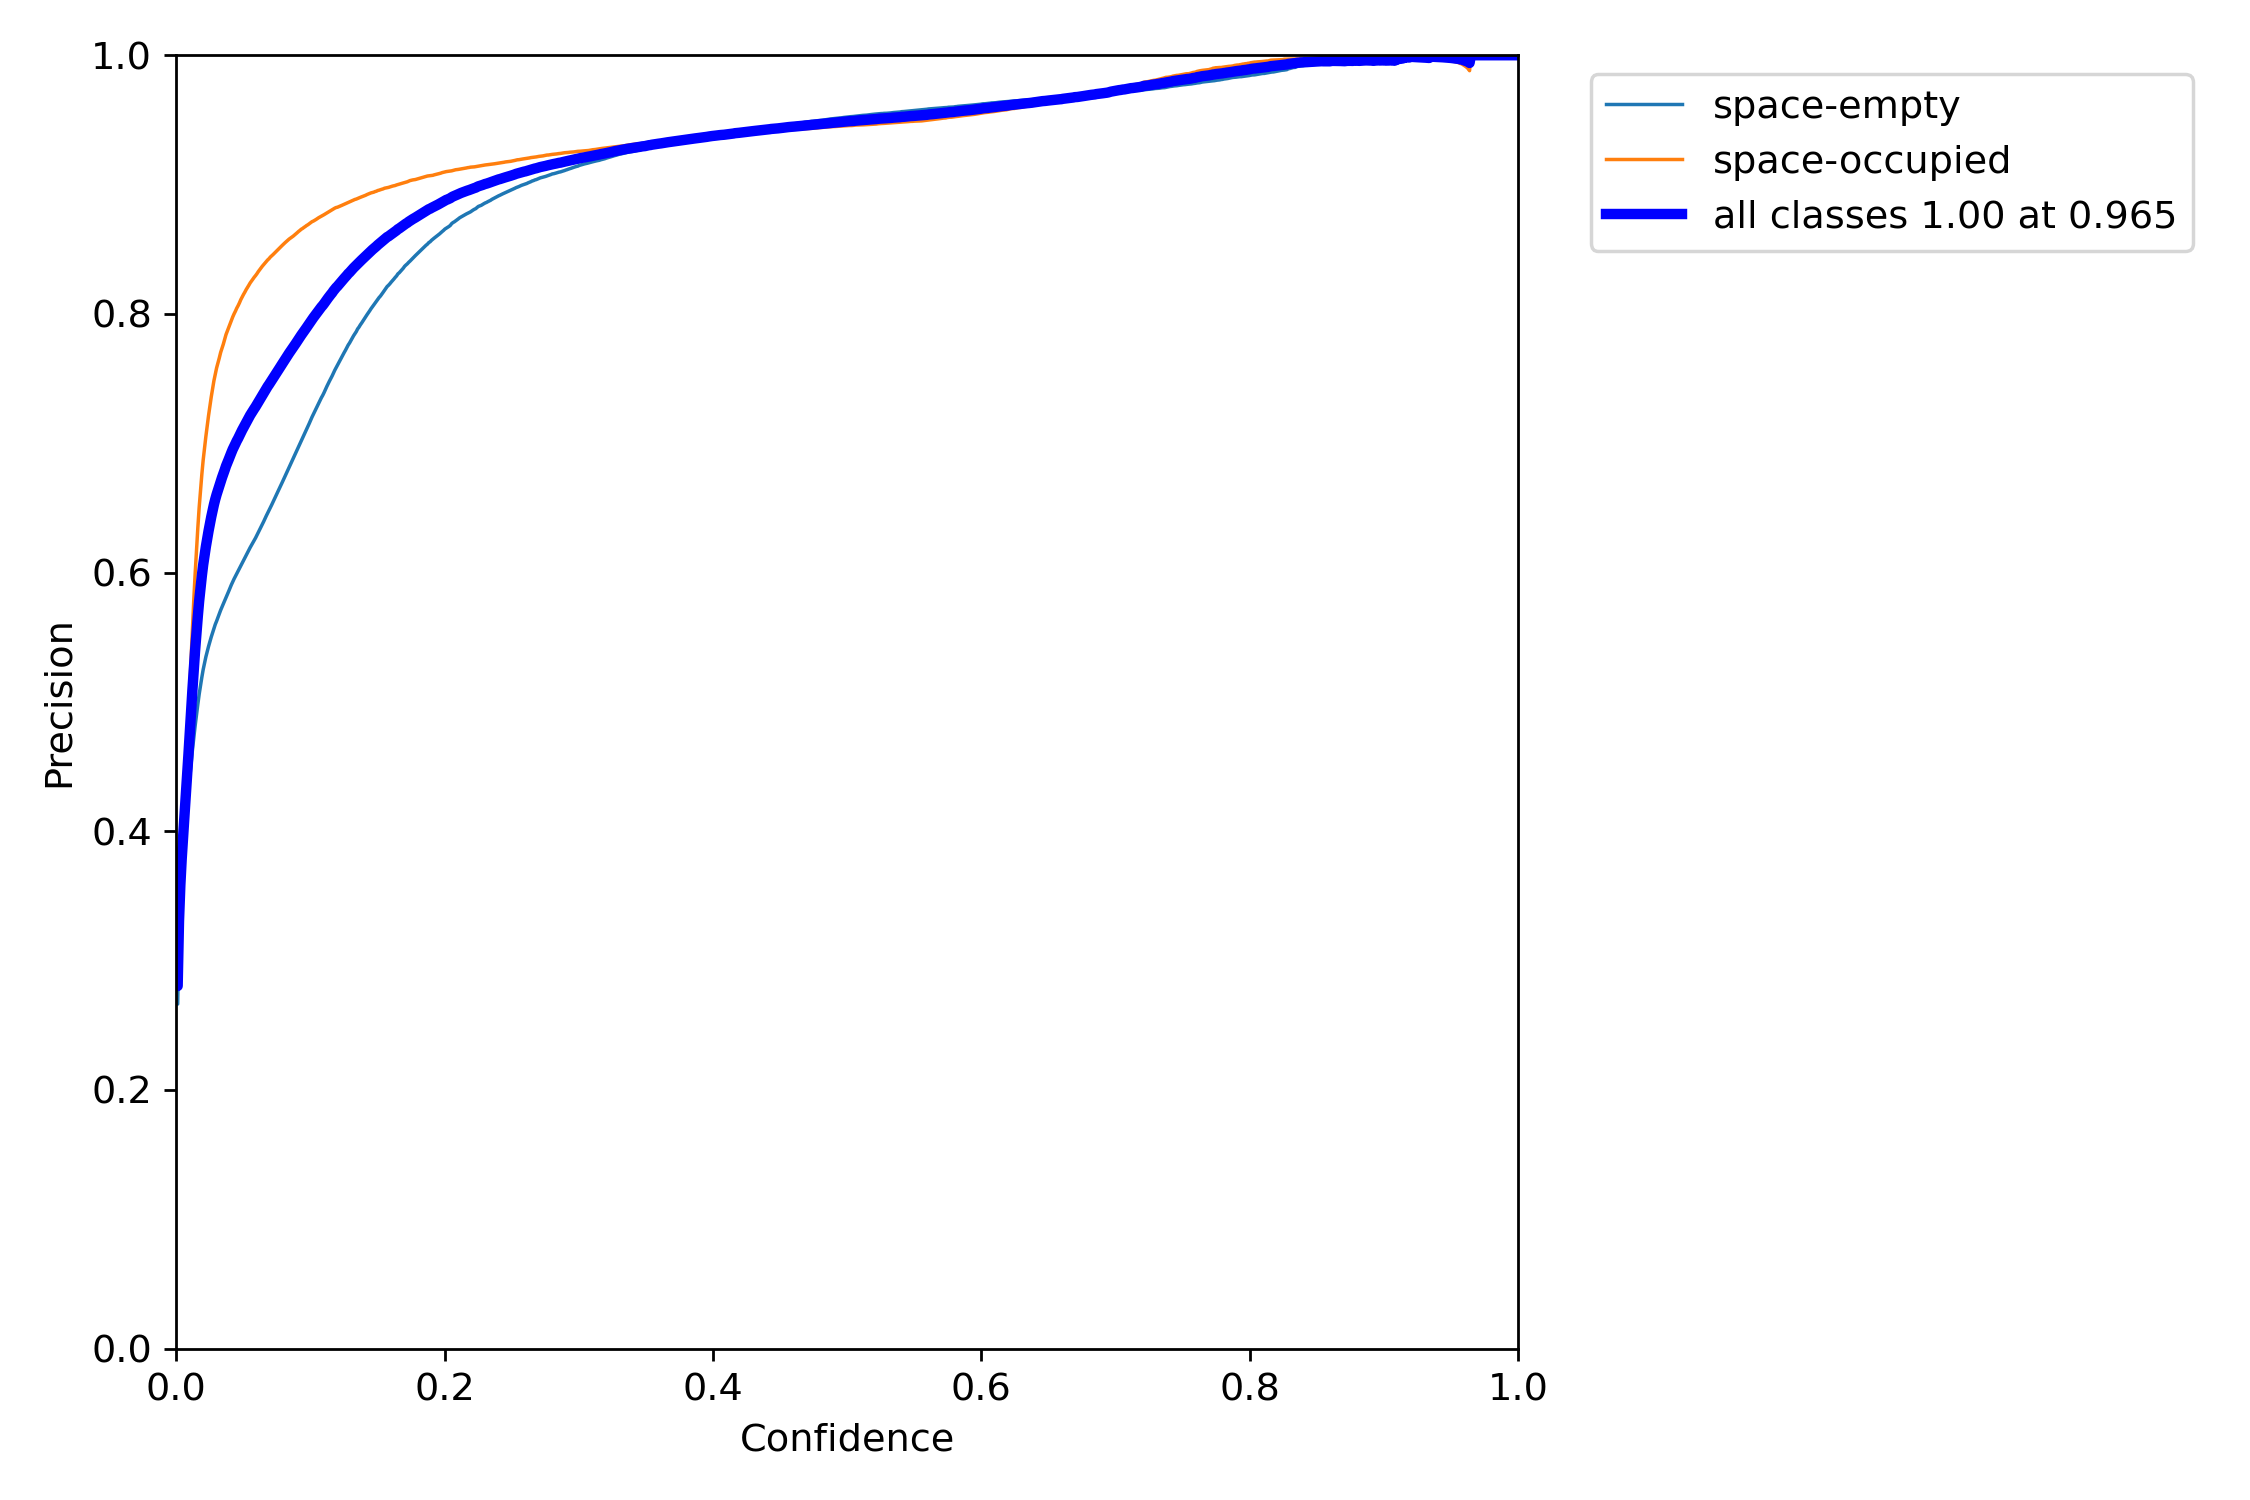 1.0
0.8
0.6
0.4
0.2
0.0
Precision
0.0 0.2 0.4 0.6 0.8 1.0
Confidence
space-empty
space-occupied
all classes 1.00 at 0.965